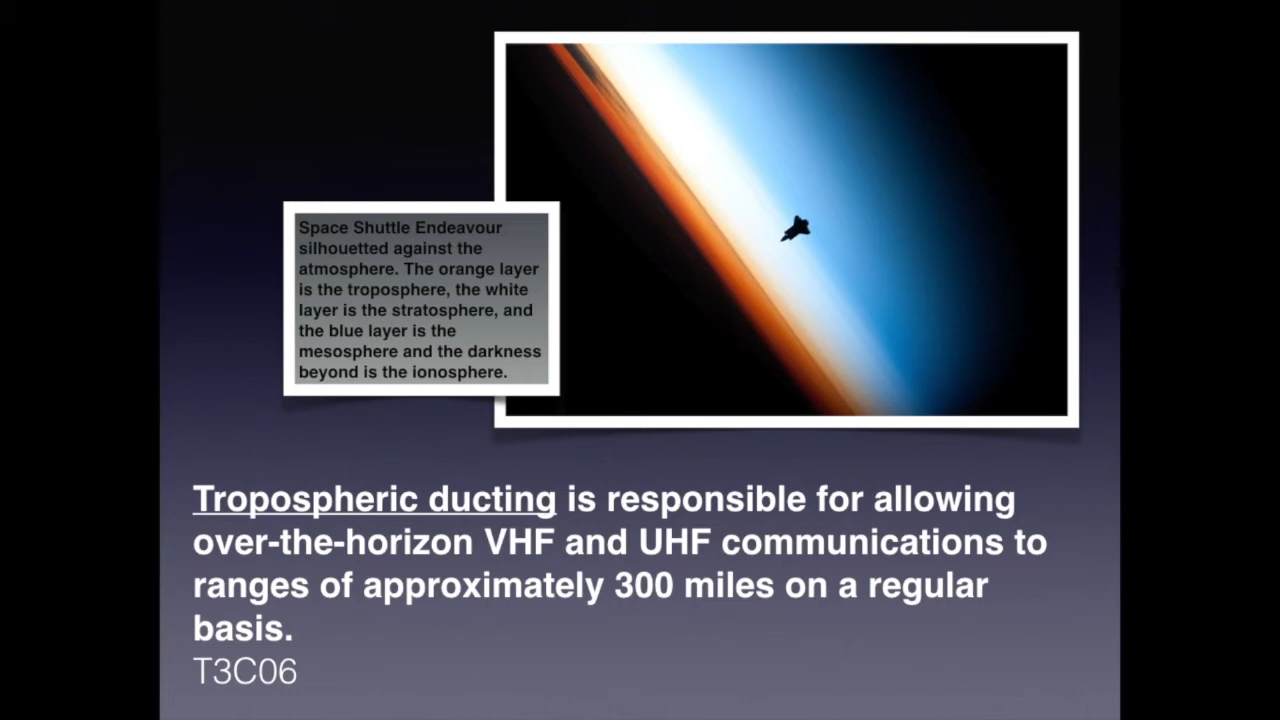 Space Shuttle Endeavour
silhouetted against the
atmosphere. The orange layer
is the troposphere, the white
layer is the stratosphere, and
the blue layer is the
mesosphere and the darkness
beyond is the ionosphere.
Tropospheric ducting is responsible for allowing
over-the-horizon VHF and UHF communications to
ranges of approximately 300 miles on a regular
basis.
T3C06